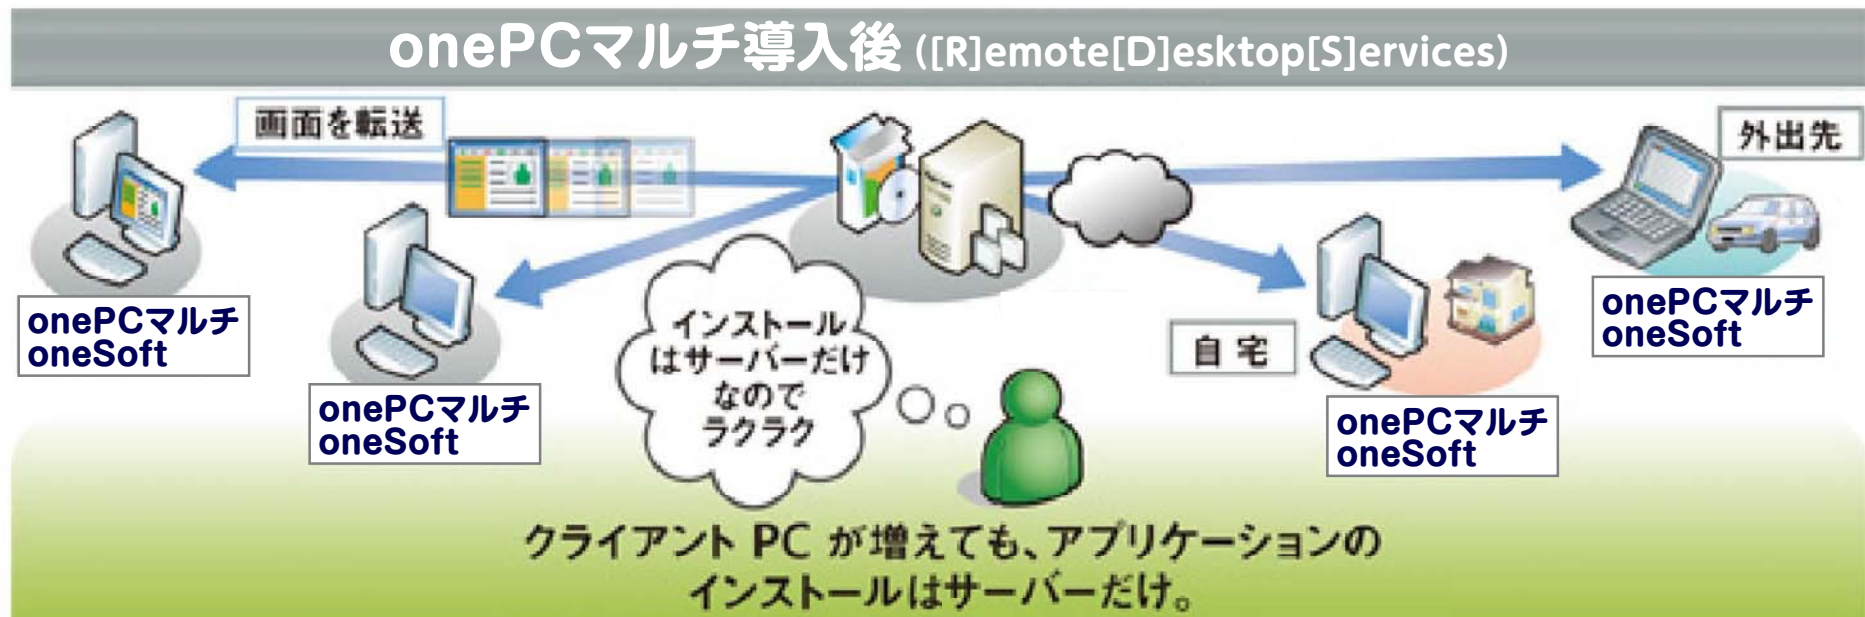 onePCマルチ導入後 ([R]emote[D]esktop[S]ervices)
画面を転送
外出先
onePCマルチ
oneSoft
onePCマルチ
oneSoft
インストール
はサーバーだけ
なので
ラクラク
自宅
onePCマルチ
oneSoft
onePCマルチ
oneSoft
クライアント PC が増えても、アプリケーションの
インストールはサーバーだけ。